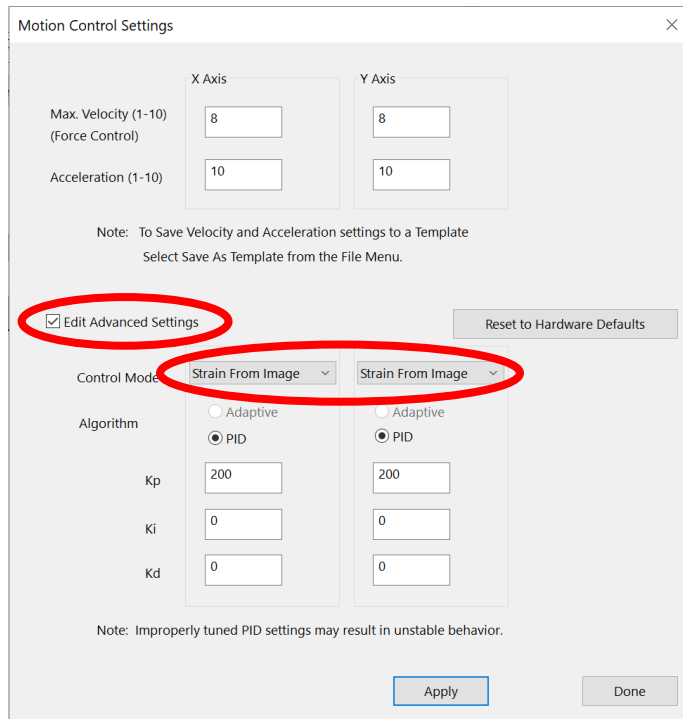 Motion Control Settings
X Axis
Y Axis
Max. Velocity (1-10)
(Force Control)
8
8
Acceleration (1-10)
10
10
Note: To Save Velocity and Acceleration settings to a Template
Select Save As Template from the File Menu.
Edit Advanced Settings
Reset to Hardware Defaults
Control Mode
Strain From Image
Strain From Image
Algorithm
Adaptive
Adaptive
PID
PID
Kp
200
200
Ki
0
0
Kd
0
0
Note: Improperly tuned PID settings may result in unstable behavior.
Apply
Done